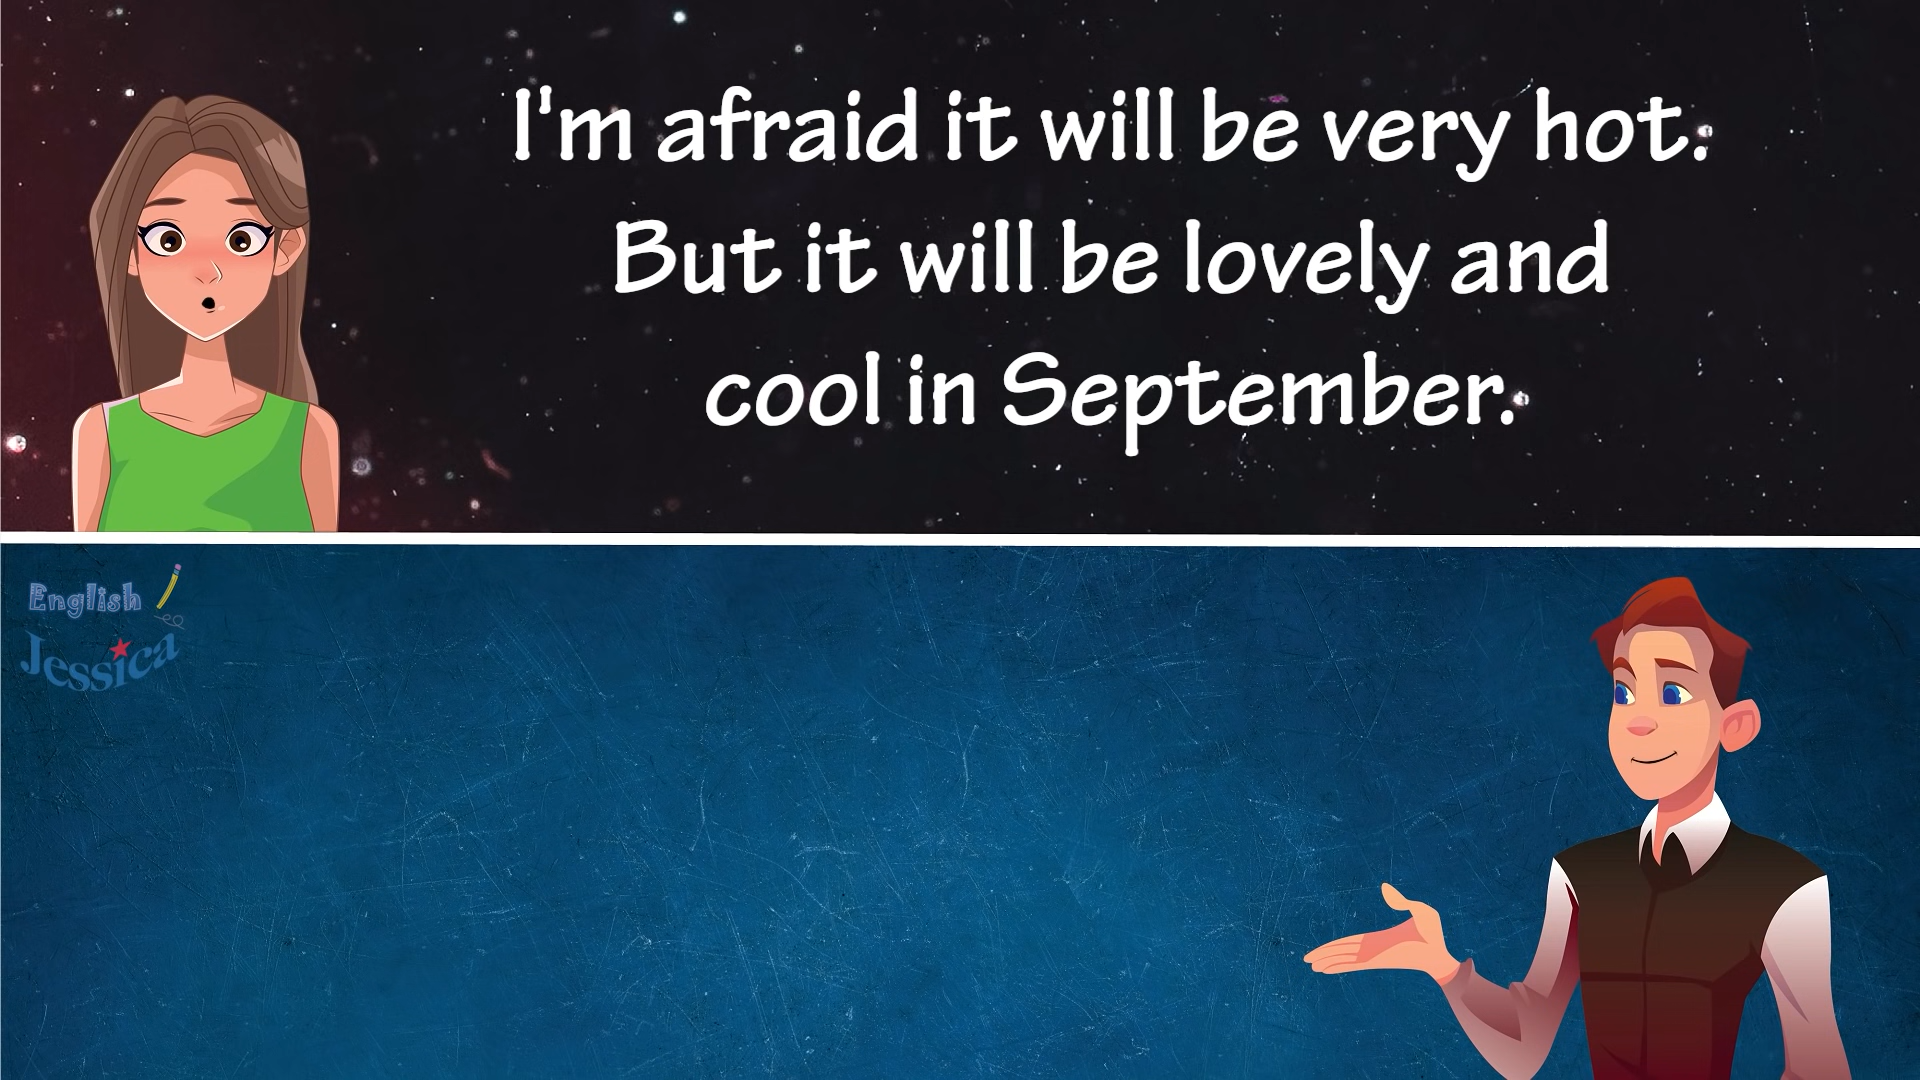 I'm afraid it will be very hot.
But it will be lovely and
cool in September.
English
Jessica